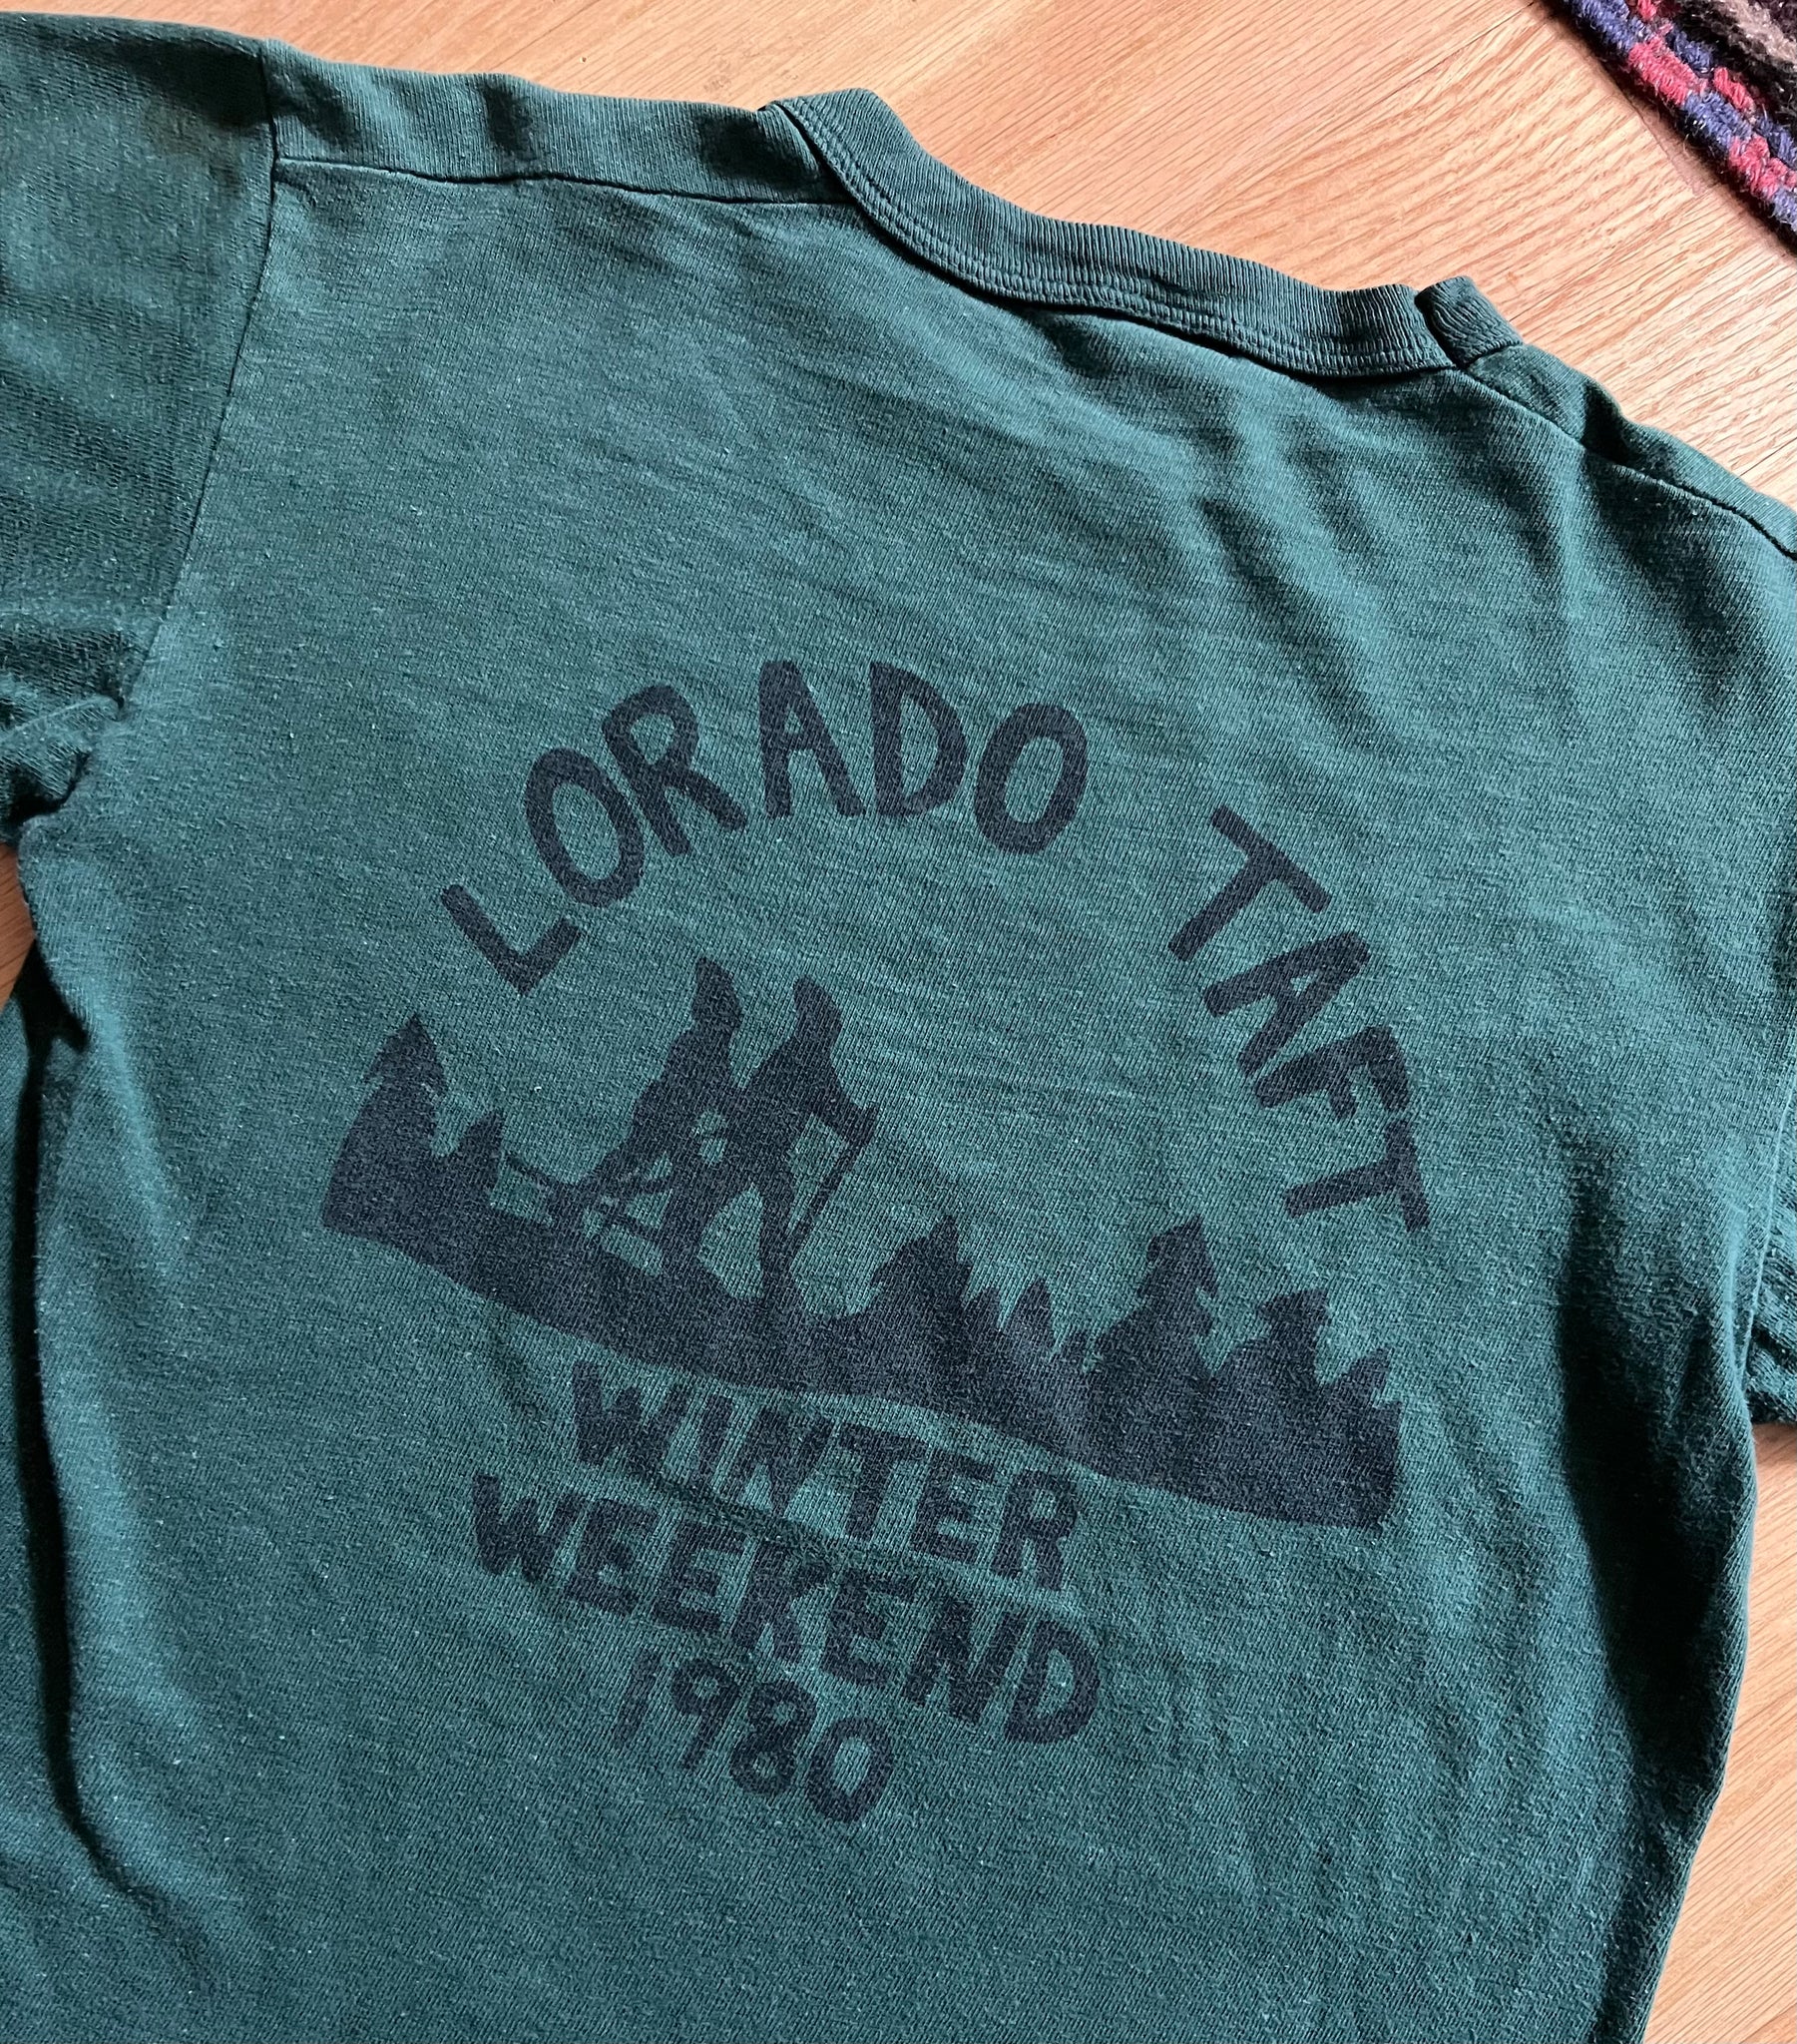 LORADO TAFT
WINTER
WEEKEND
1980